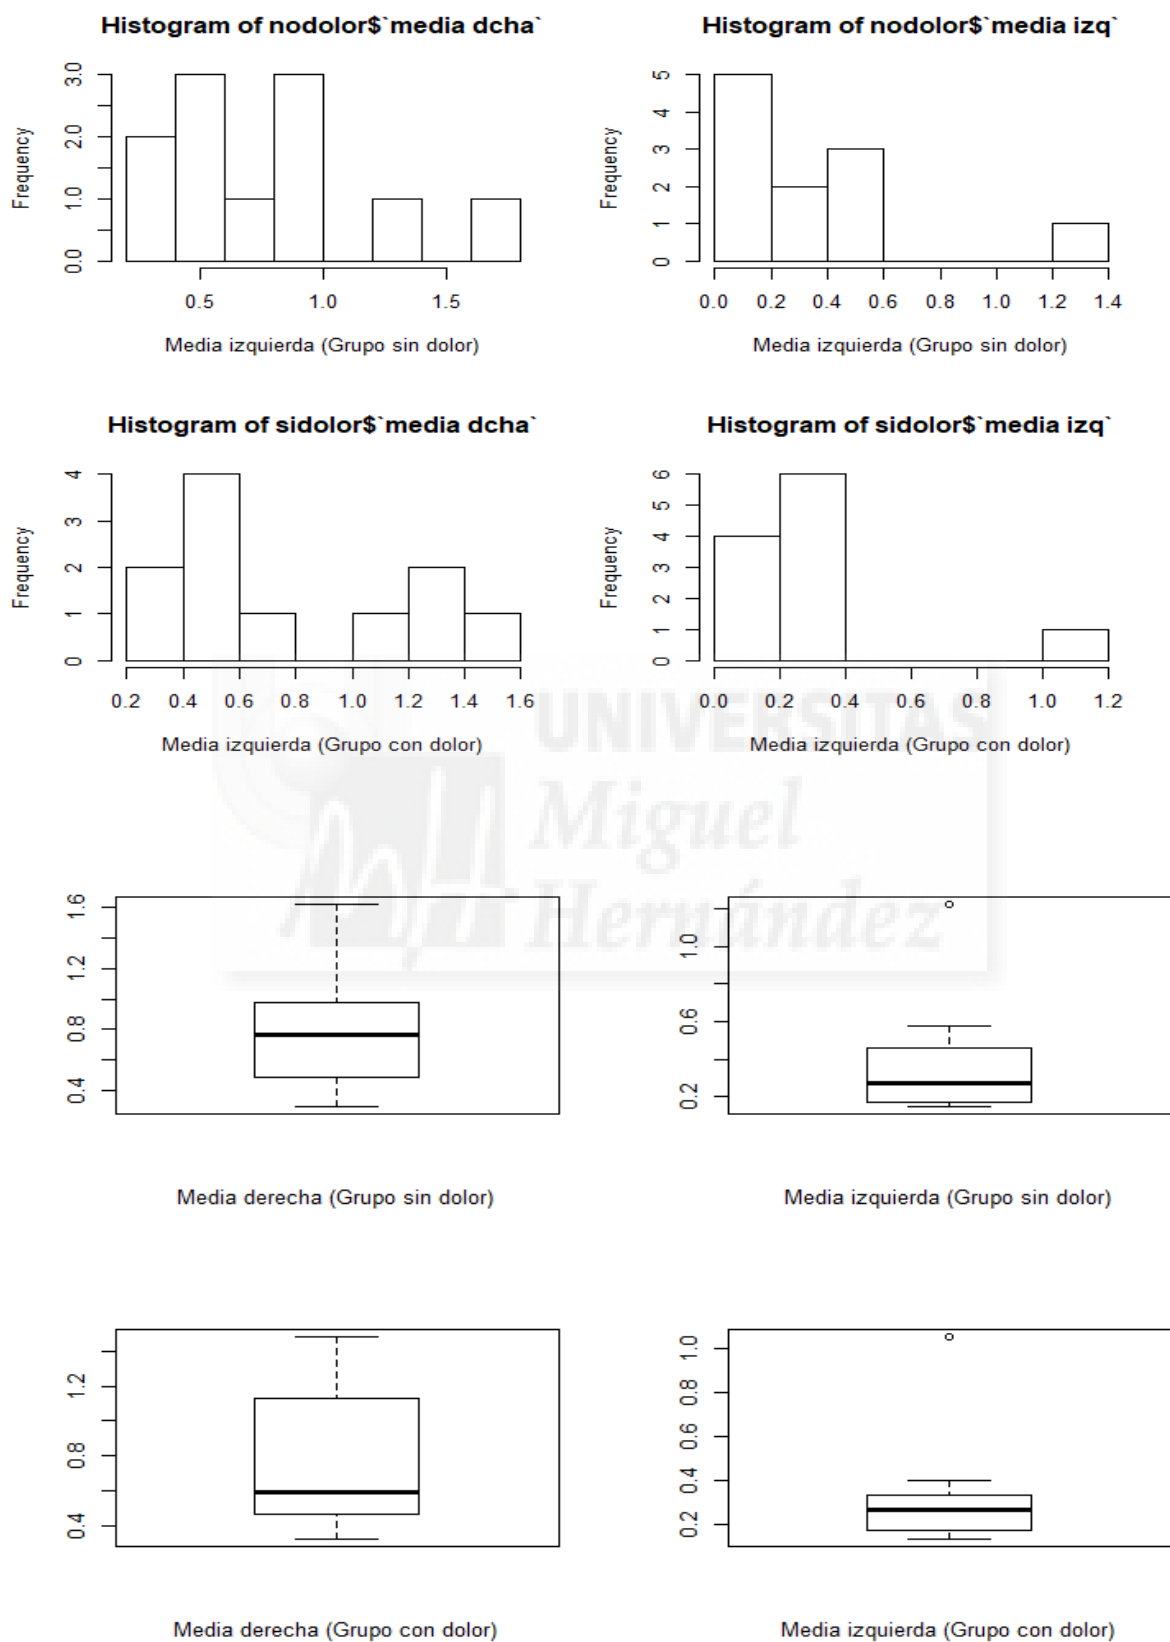 Histogram of nodolor$`media dcha`
Frequency
3.0
2.0
1.0
0.0
0.5 1.0 1.5
Media izquierda (Grupo sin dolor)
Histogram of nodolor$`media izq`
Frequency
5
4
3
2
1
0
0.0 0.2 0.4 0.6 0.8 1.0 1.2 1.4
Media izquierda (Grupo sin dolor)
Histogram of sidolor$`media dcha`
Frequency
4
3
2
1
0
0.2 0.4 0.6 0.8 1.0 1.2 1.4 1.6
Media izquierda (Grupo con dolor)
Histogram of sidolor$`media izq`
Frequency
6
5
4
3
2
1
0
0.0 0.2 0.4 0.6 0.8 1.0 1.2
Media izquierda (Grupo con dolor)
UNIVERSITAS
Miguel
Hernández
1.6
1.2
0.8
0.4
Media derecha (Grupo sin dolor)
1.0
0.6
0.2
Media izquierda (Grupo sin dolor)
1.2
0.8
0.4
Media derecha (Grupo con dolor)
1.0
0.8
0.6
0.4
0.2
Media izquierda (Grupo con dolor)